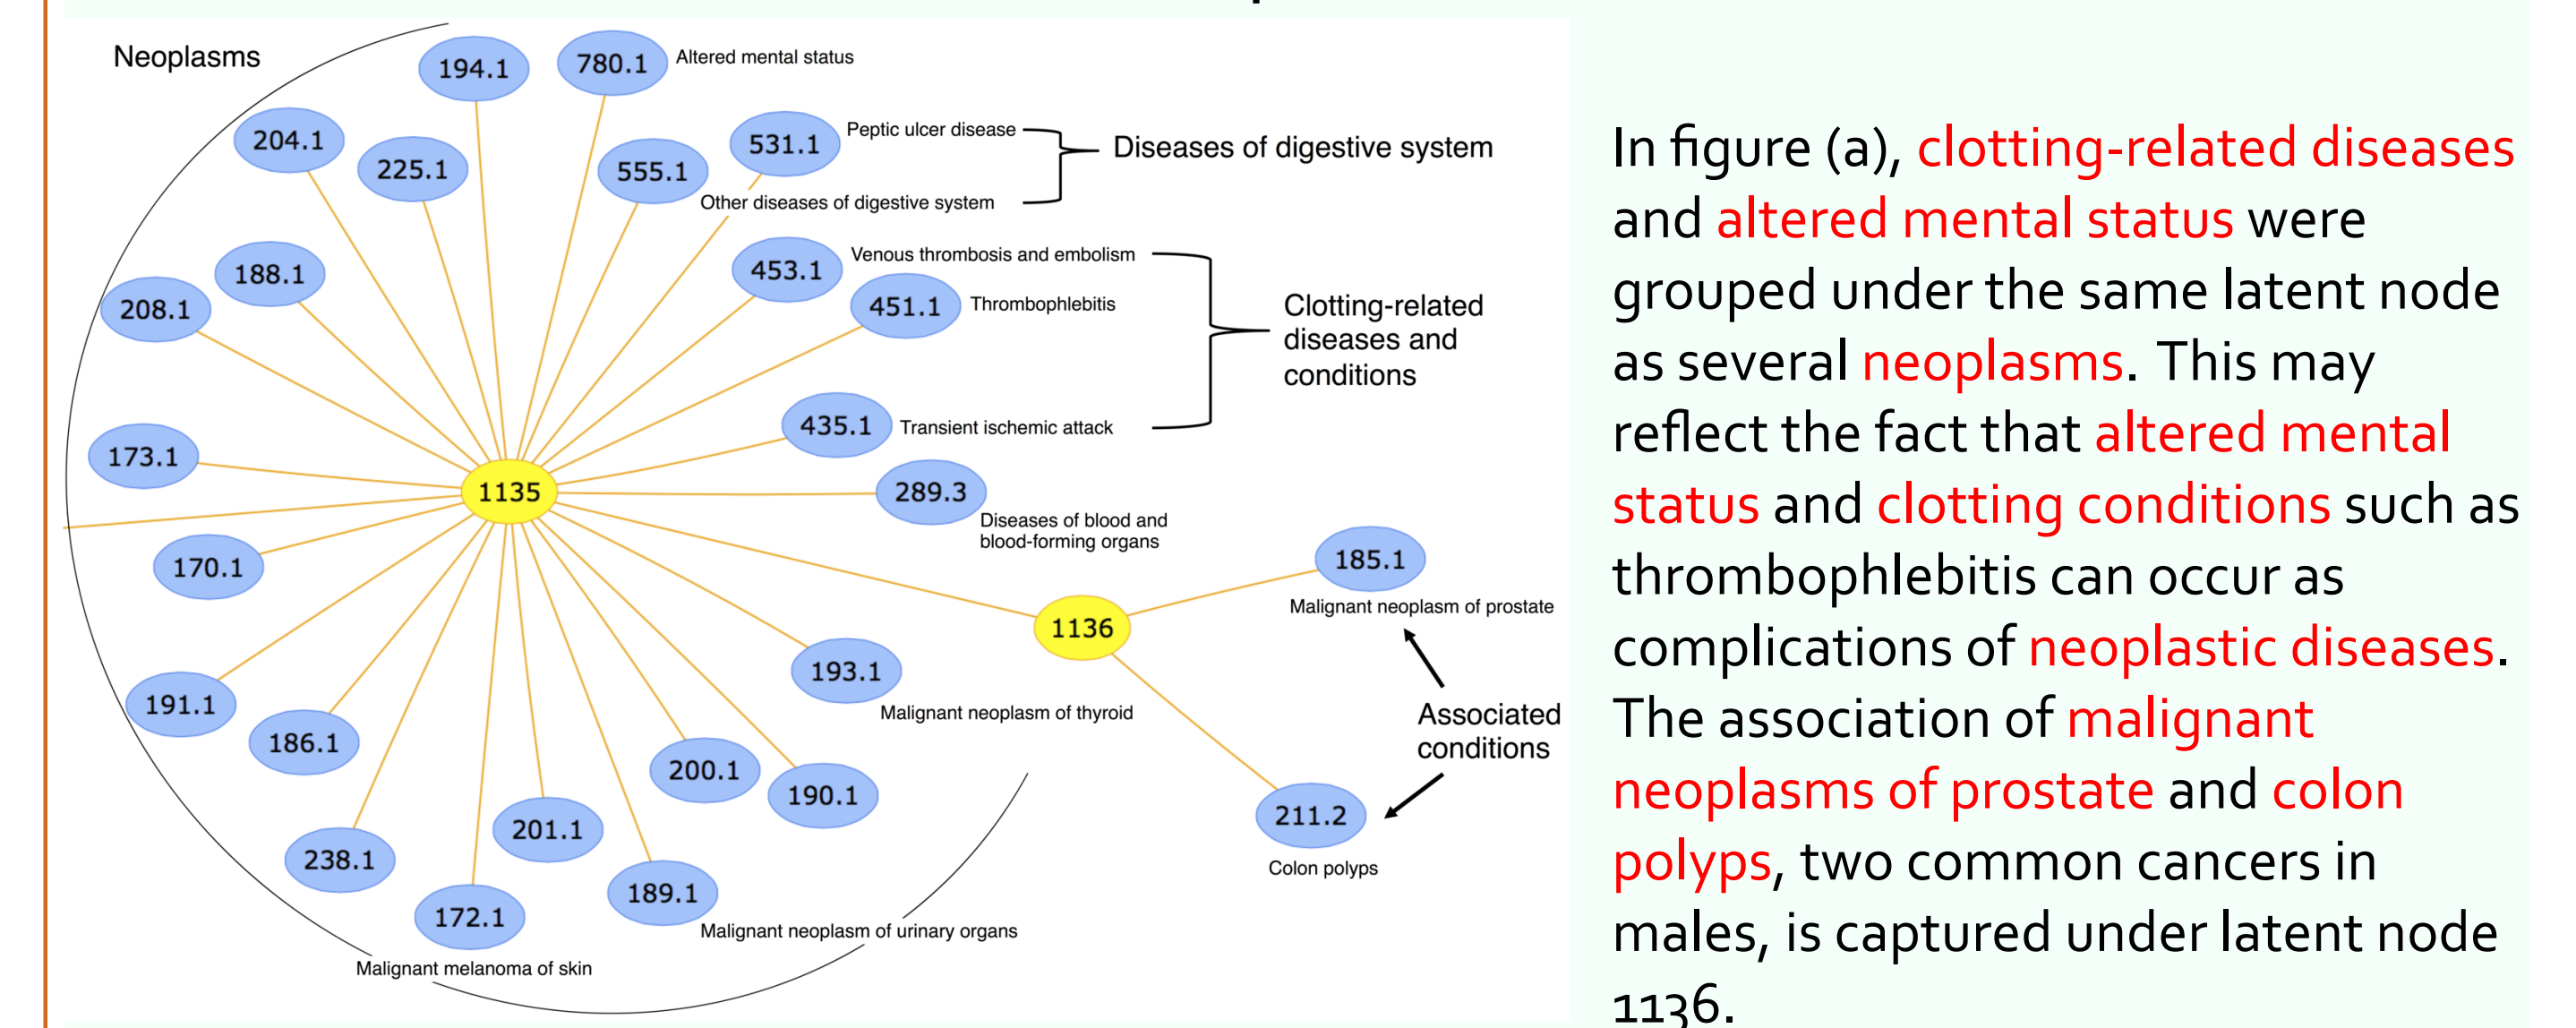 Neoplasms
194.1
780.1
Altered mental status
204.1
225.1
555.1
531.1
Peptic ulcer disease
Other diseases of digestive system
Diseases of digestive system
188.1
208.1
453.1
Venous thrombosis and embolism
451.1
Thrombophlebitis
Clotting-related
diseases and
conditions
435.1
Transient ischemic attack
173.1
1135
289.3
Diseases of blood and
blood-forming organs
170.1
185.1
Malignant neoplasm of prostate
1136
193.1
Malignant neoplasm of thyroid
191.1
186.1
200.1
190.1
Associated
conditions
211.2
Colon polyps
238.1
201.1
172.1
189.1
Malignant neoplasm of urinary organs
Malignant melanoma of skin
In figure (a), clotting-related diseases
and altered mental status were
grouped under the same latent node
as several neoplasms. This may
reflect the fact that altered mental
status and clotting conditions such as
thrombophlebitis can occur as
complications of neoplastic diseases.
The association of malignant
neoplasms of prostate and colon
polyps, two common cancers in
males, is captured under latent node
1136.